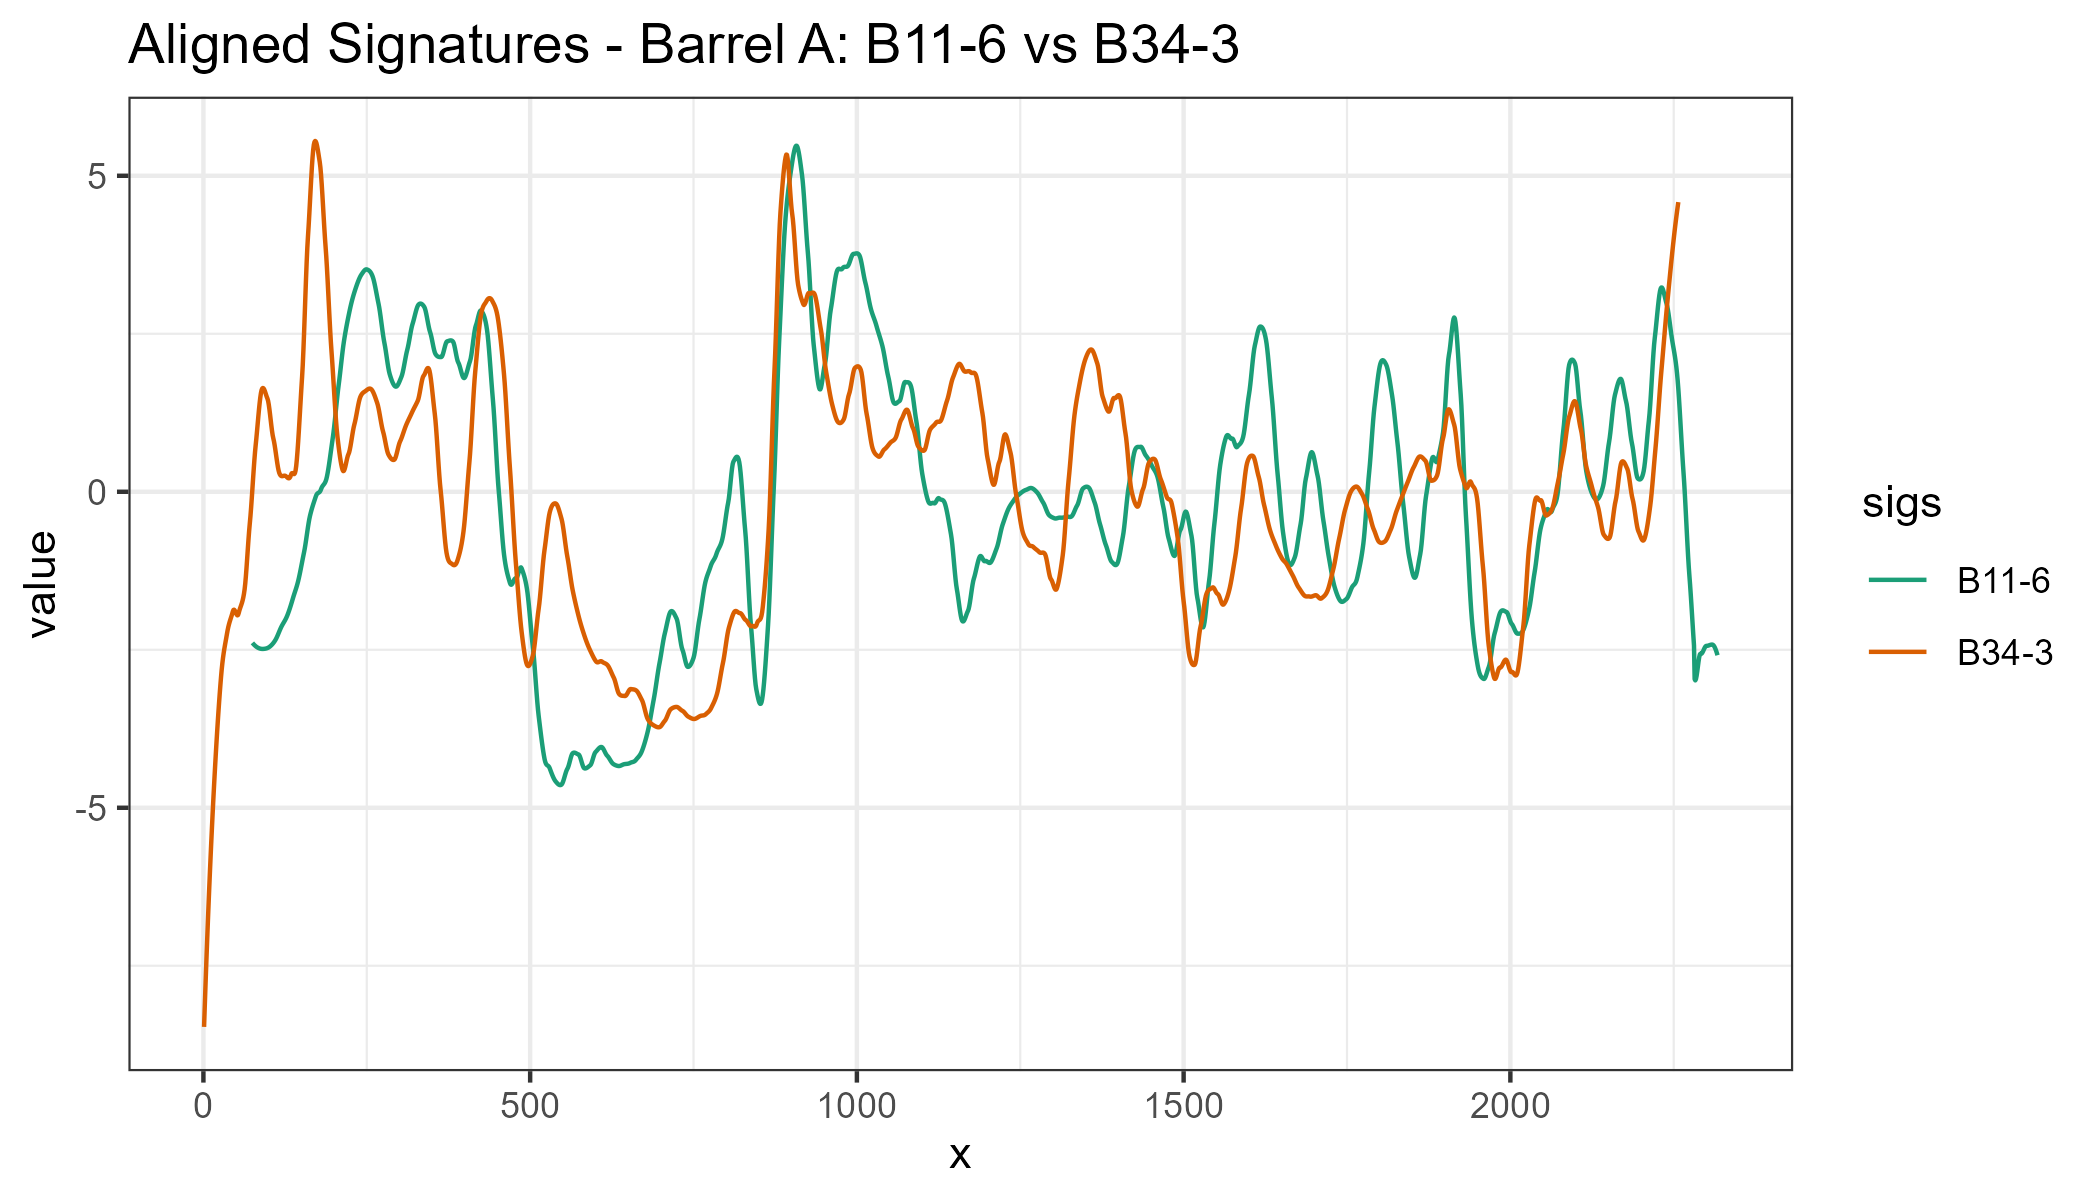 Aligned Signatures - Barrel A: B11-6 vs B34-3
5
0
-5
value
0
500
1000
1500
2000
x
sigs
B11-6
B34-3